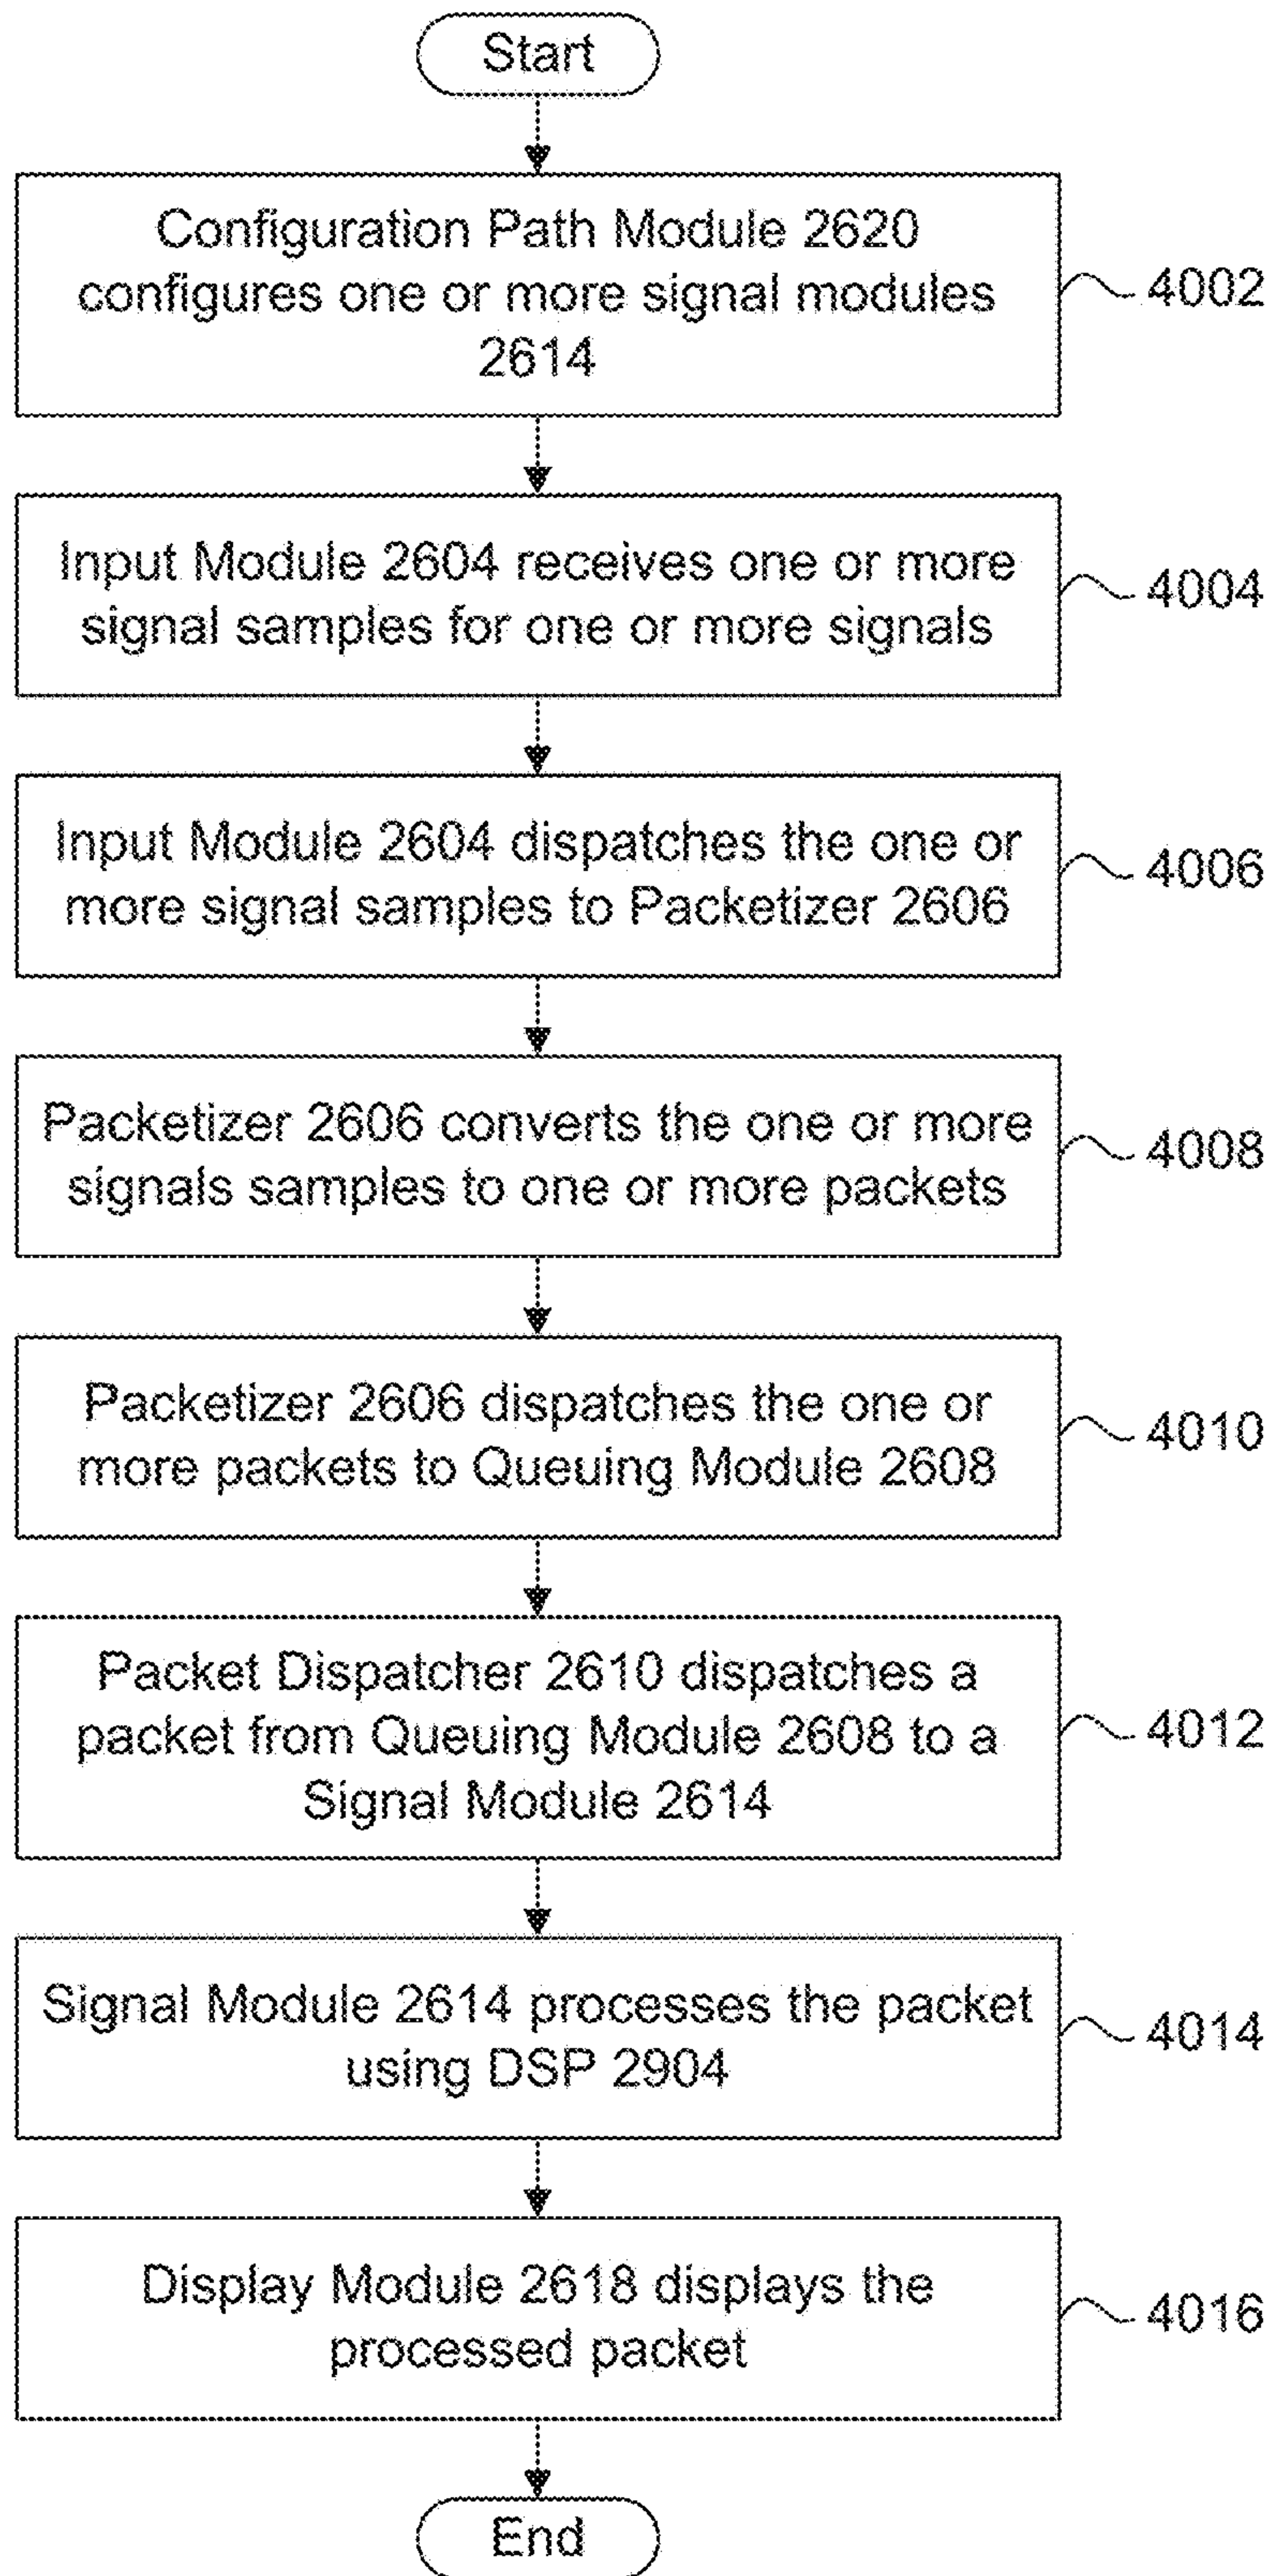 Start
Configuration Path Module 2620
configures one or more signal modules
2614
4002
Input Module 2604 receives one or more
signal samples for one or more signals
4004
Input Module 2604 dispatches the one or
more signal samples to Packetizer 2606
4006
Packetizer 2606 converts the one or more
signals samples to one or more packets
4008
Packetizer 2606 dispatches the one or
more packets to Queuing Module 2608
4010
Packet Dispatcher 2610 dispatches a
packet from Queuing Module 2608 to a
Signal Module 2614
4012
Signal Module 2614 processes the packet
using DSP 2904
4014
Display Module 2618 displays the
processed packet
4016
End